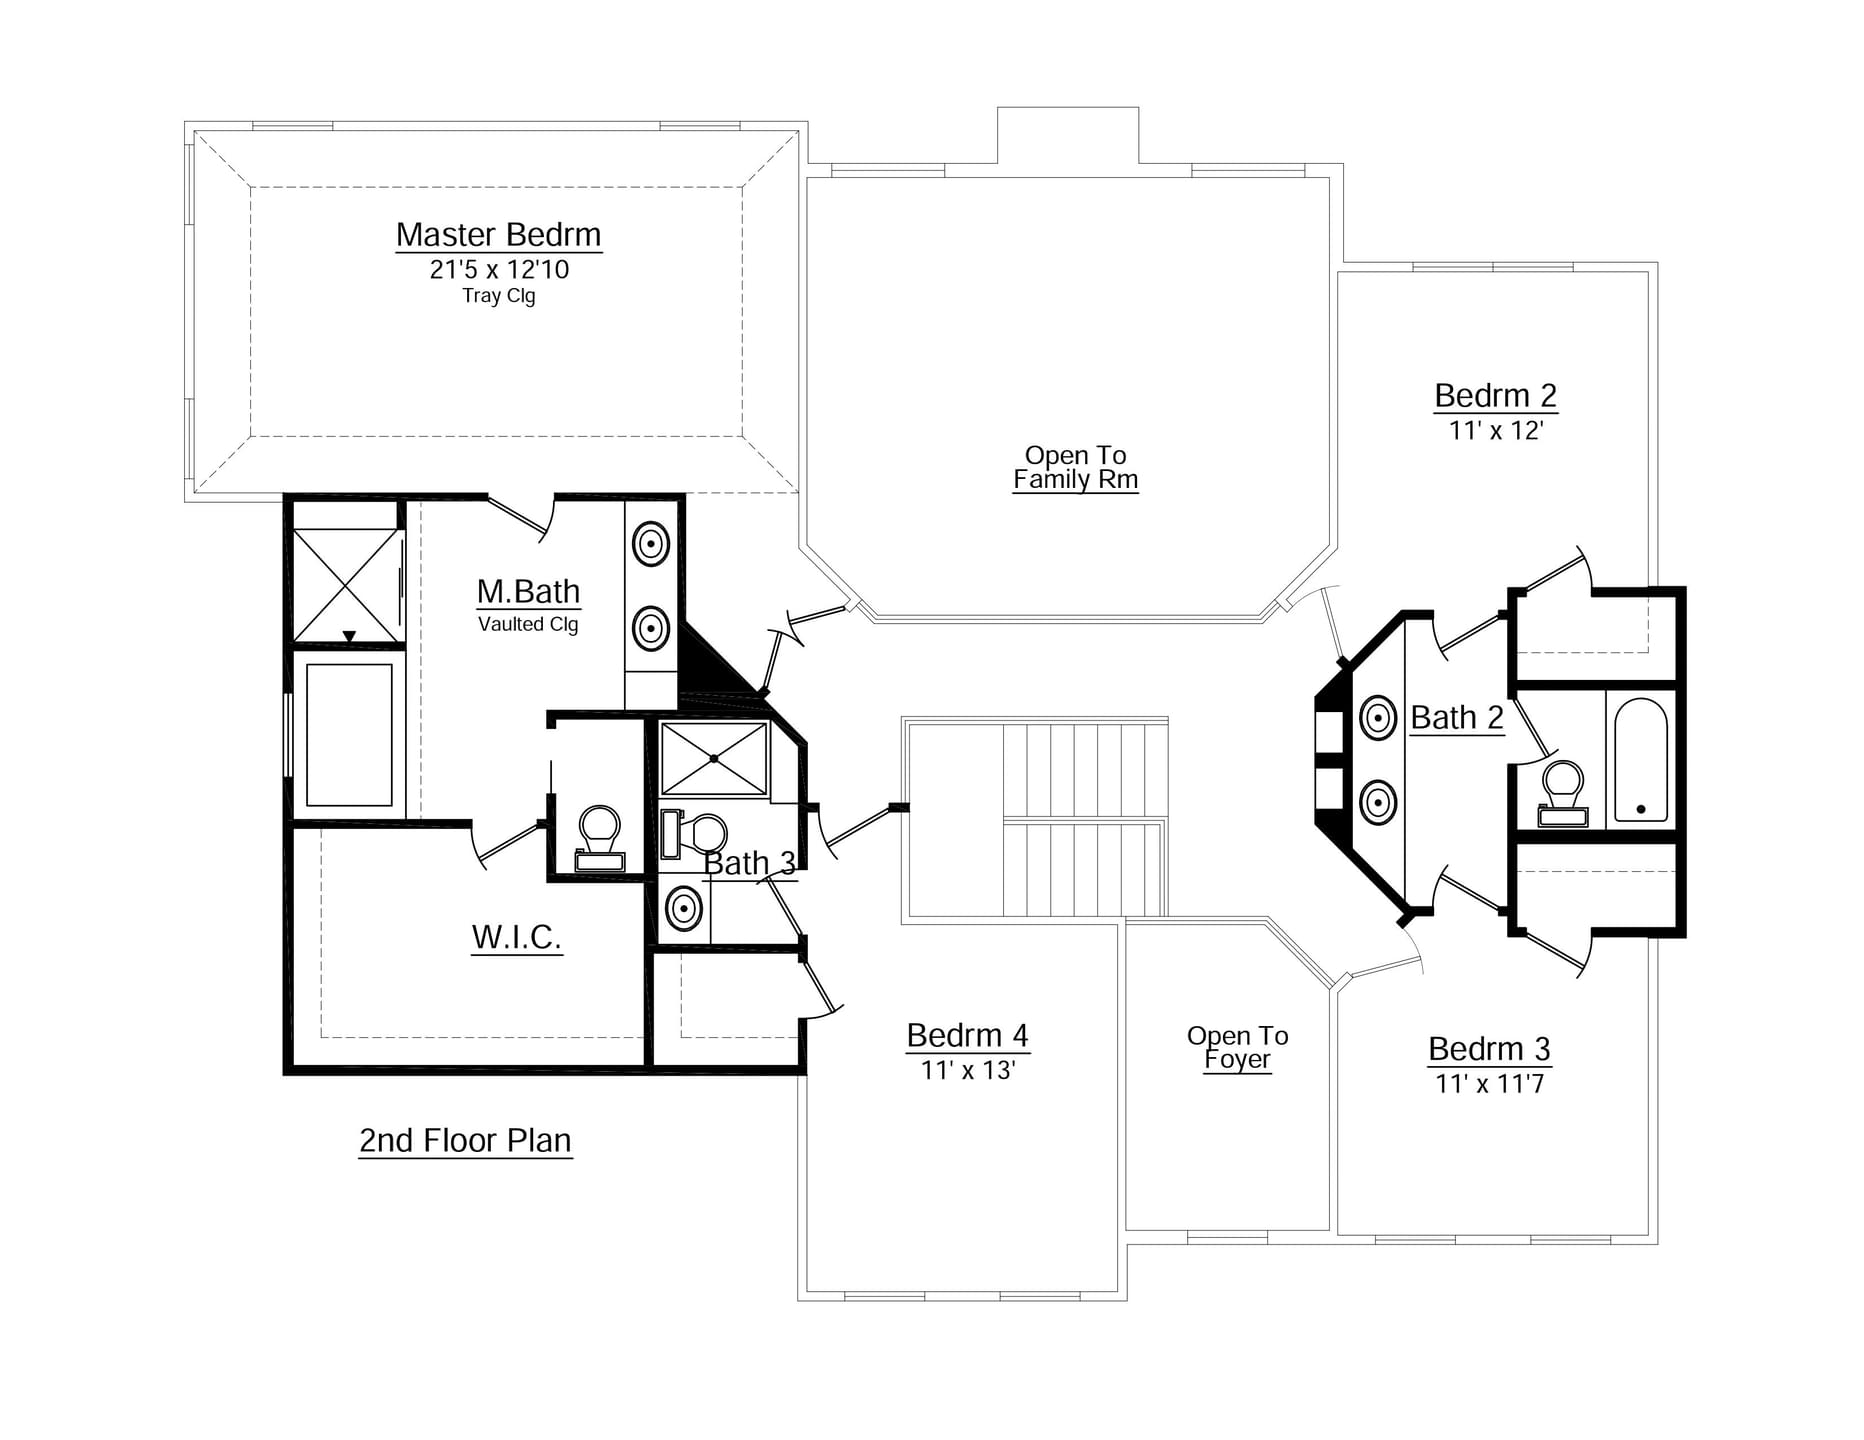 Master Bedrm
21'5 x 12'10
Tray Clg
Open To
Family Rm
Bedrm 2
11' x 12'
M.Bath
Vaulted Clg
Bath 2
Bath 3
W.I.C.
Bedrm 4
11' x 13'
Open To
Foyer
Bedrm 3
11' x 11'7
2nd Floor Plan